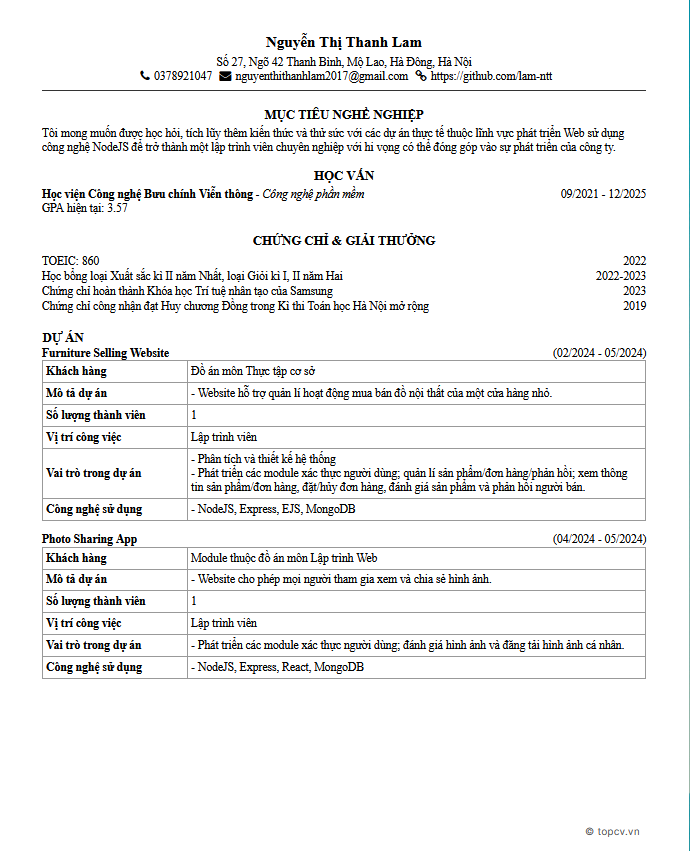 Nguyễn Thị Thanh Lam
Số 27, Ngõ 42 Thanh Bình, Mộ Lao, Hà Đông, Hà Nội
0378921047 nguyenthithanhlam2017@gmail.com https://github.com/lam-ntt
MỤC TIÊU NGHỀ NGHIỆP
Tôi mong muốn được học hỏi, tích lũy thêm kiến thức và thử sức với các dự án thực tế thuộc lĩnh vực phát triển Web sử dụng
công nghệ NodeJS để trở thành một lập trình viên chuyên nghiệp với hi vọng có thể đóng góp vào sự phát triển của công ty.
HỌC VẤN
Học viện Công nghệ Bưu chính Viễn thông - Công nghệ phần mềm 09/2021 - 12/2025
GPA hiện tại: 3.57
CHỨNG CHỈ & GIẢI THƯỞNG
TOEIC: 860 2022
Học bổng loại Xuất sắc kì II năm Nhất, loại Giỏi kì I, II năm Hai 2022-2023
Chứng chỉ hoàn thành Khóa học Trí tuệ nhân tạo của Samsung 2023
Chứng chỉ công nhận đạt Huy chương Đồng trong Kì thi Toán học Hà Nội mở rộng 2019
DỰ ÁN
Furniture Selling Website (02/2024 - 05/2024)
Khách hàng Đồ án môn Thực tập cơ sở
Mô tả dự án - Website hỗ trợ quản lí hoạt động mua bán đồ nội thất của một cửa hàng nhỏ.
Số lượng thành viên 1
Vị trí công việc Lập trình viên
Vai trò trong dự án - Phân tích và thiết kế hệ thống
- Phát triển các module xác thực người dùng; quản lí sản phẩm/đơn hàng/phản hồi; xem thông
tin sản phẩm/đơn hàng, đặt/hủy đơn hàng, đánh giá sản phẩm và phản hồi người bán.
Công nghệ sử dụng - NodeJS, Express, EJS, MongoDB
Photo Sharing App (04/2024 - 05/2024)
Khách hàng Module thuộc đồ án môn Lập trình Web
Mô tả dự án - Website cho phép mọi người tham gia xem và chia sẻ hình ảnh.
Số lượng thành viên 1
Vị trí công việc Lập trình viên
Vai trò trong dự án - Phát triển các module xác thực người dùng; đánh giá hình ảnh và đăng tải hình ảnh cá nhân.
Công nghệ sử dụng - NodeJS, Express, React, MongoDB
© topcv.vn